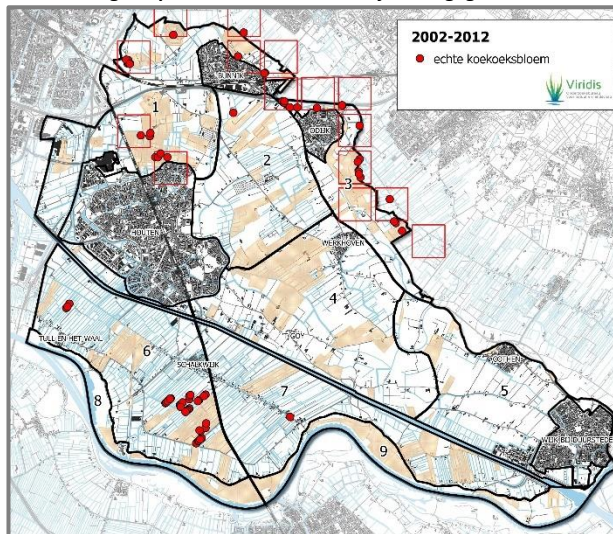 2002-2012
echte koekoeksbloem
Viridis
BUNNIK
1
ODIJK
2
3
HOUTEN
WERKHOVEN
4
'T GOY
TULL EN HET WAAL
6
SCHALKWIJK
COTHEN
7
5
8
WIJK BIJ DUURSTEDE
9